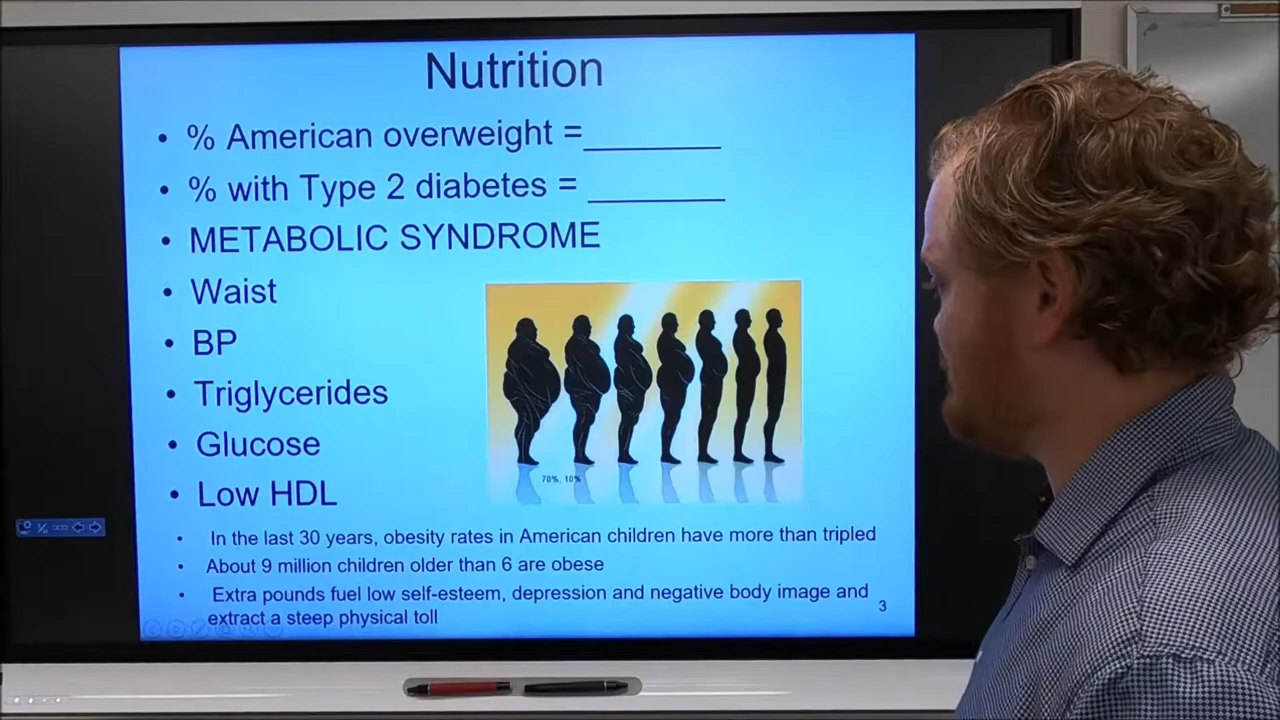 Nutrition
• % American overweight =________
• % with Type 2 diabetes = ________
• METABOLIC SYNDROME
• Waist
• BP
• Triglycerides
• Glucose
• Low HDL
70%, 10%
• In the last 30 years, obesity rates in American children have more than tripled
• About 9 million children older than 6 are obese
• Extra pounds fuel low self-esteem, depression and negative body image and
extract a steep physical toll
3